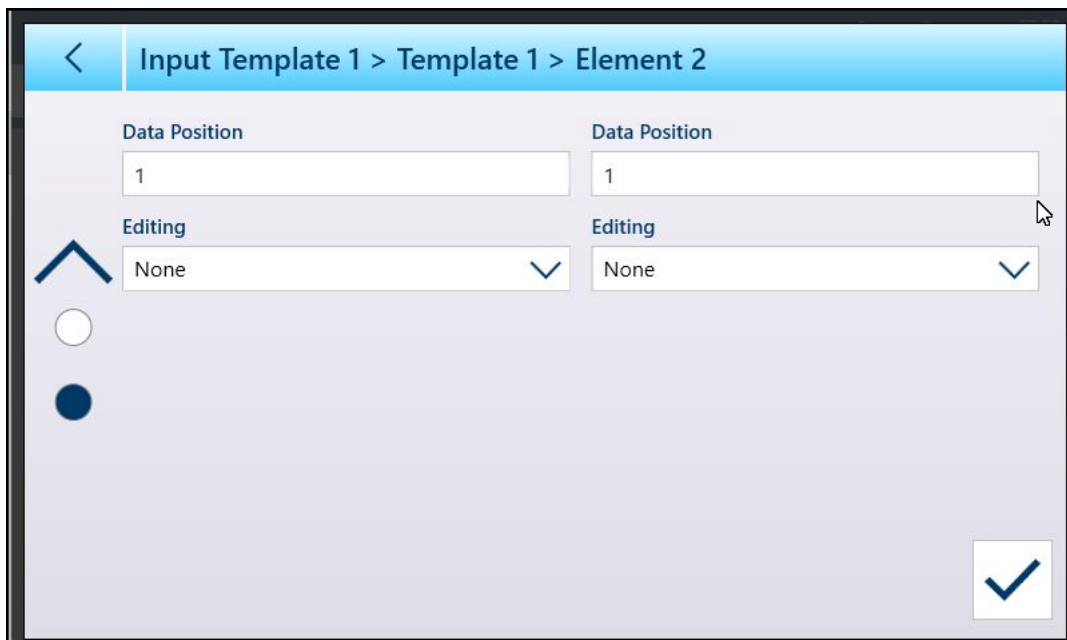 Input Template 1 > Template 1 > Element 2
Data Position Data Position
1 1
Editing Editing
None None